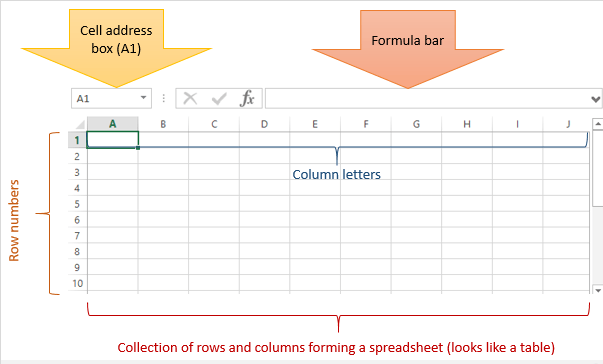 Cell address
box (A1)
Formula bar
A1
fx
A B C D E F G H I J
1
2
3
4
5
6
7
8
9
10
Column letters
Row numbers
Collection of rows and columns forming a spreadsheet (looks like a table)